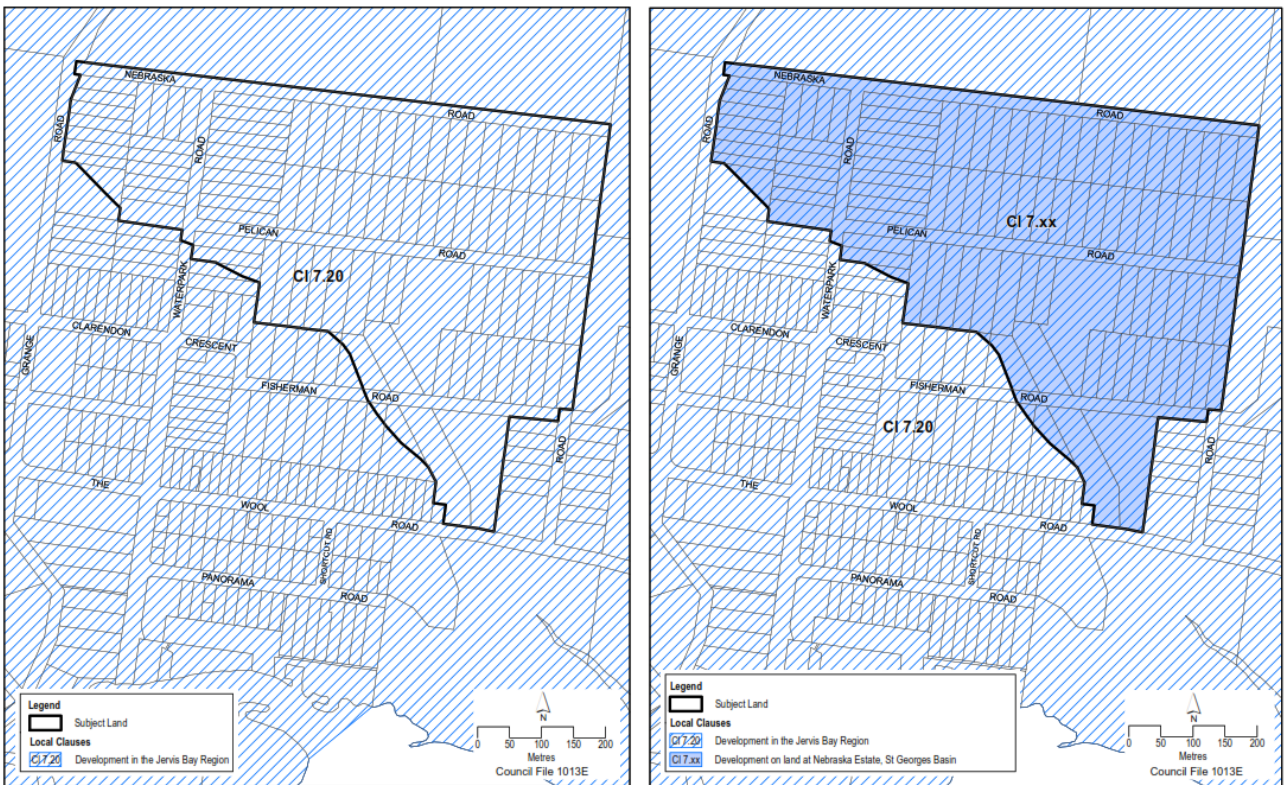 NEBRASKA
ROAD
ROAD
ROAD
PELICAN
ROAD
Cl 7.20
WATERPARK
CLARENDON
CRESCENT
GRANGE
FISHERMAN
ROAD
ROAD
THE
WOOL
ROAD
SHORTCUT RD
PANORAMA
ROAD
Legend
Subject Land
Local Clauses
Cl 7.20 Development in the Jervis Bay Region
N
0 50 100 150 200
Metres
Council File 1013E
NEBRASKA
ROAD
ROAD
ROAD
Cl 7.xx
PELICAN
ROAD
WATERPARK
CLARENDON
CRESCENT
GRANGE
FISHERMAN
ROAD
Cl 7.20
ROAD
THE
WOOL
ROAD
SHORTCUT RD
PANORAMA
ROAD
Legend
Subject Land
Local Clauses
Cl 7.20 Development in the Jervis Bay Region
Cl 7.xx Development on land at Nebraska Estate, St Georges Basin
N
0 50 100 150 200
Metres
Council File 1013E